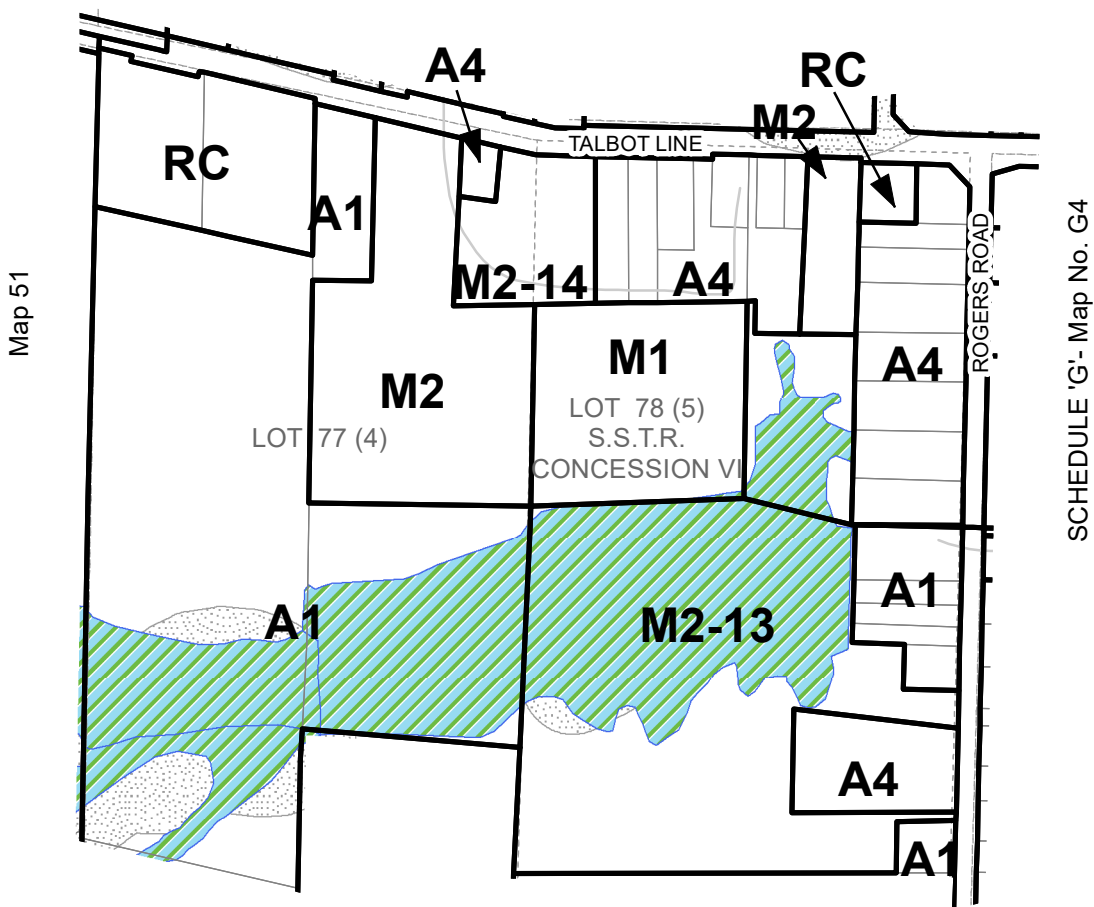 A4
RC
M2
TALBOT LINE
RC
A1
M2-14
A4
ROGERS ROAD
Map 51
SCHEDULE 'G'- Map No. G4
M2
M1
A4
LOT 77 (4)
LOT 78 (5)
S.S.T.R.
CONCESSION VI
A1
M2-13
A1
A4
A1